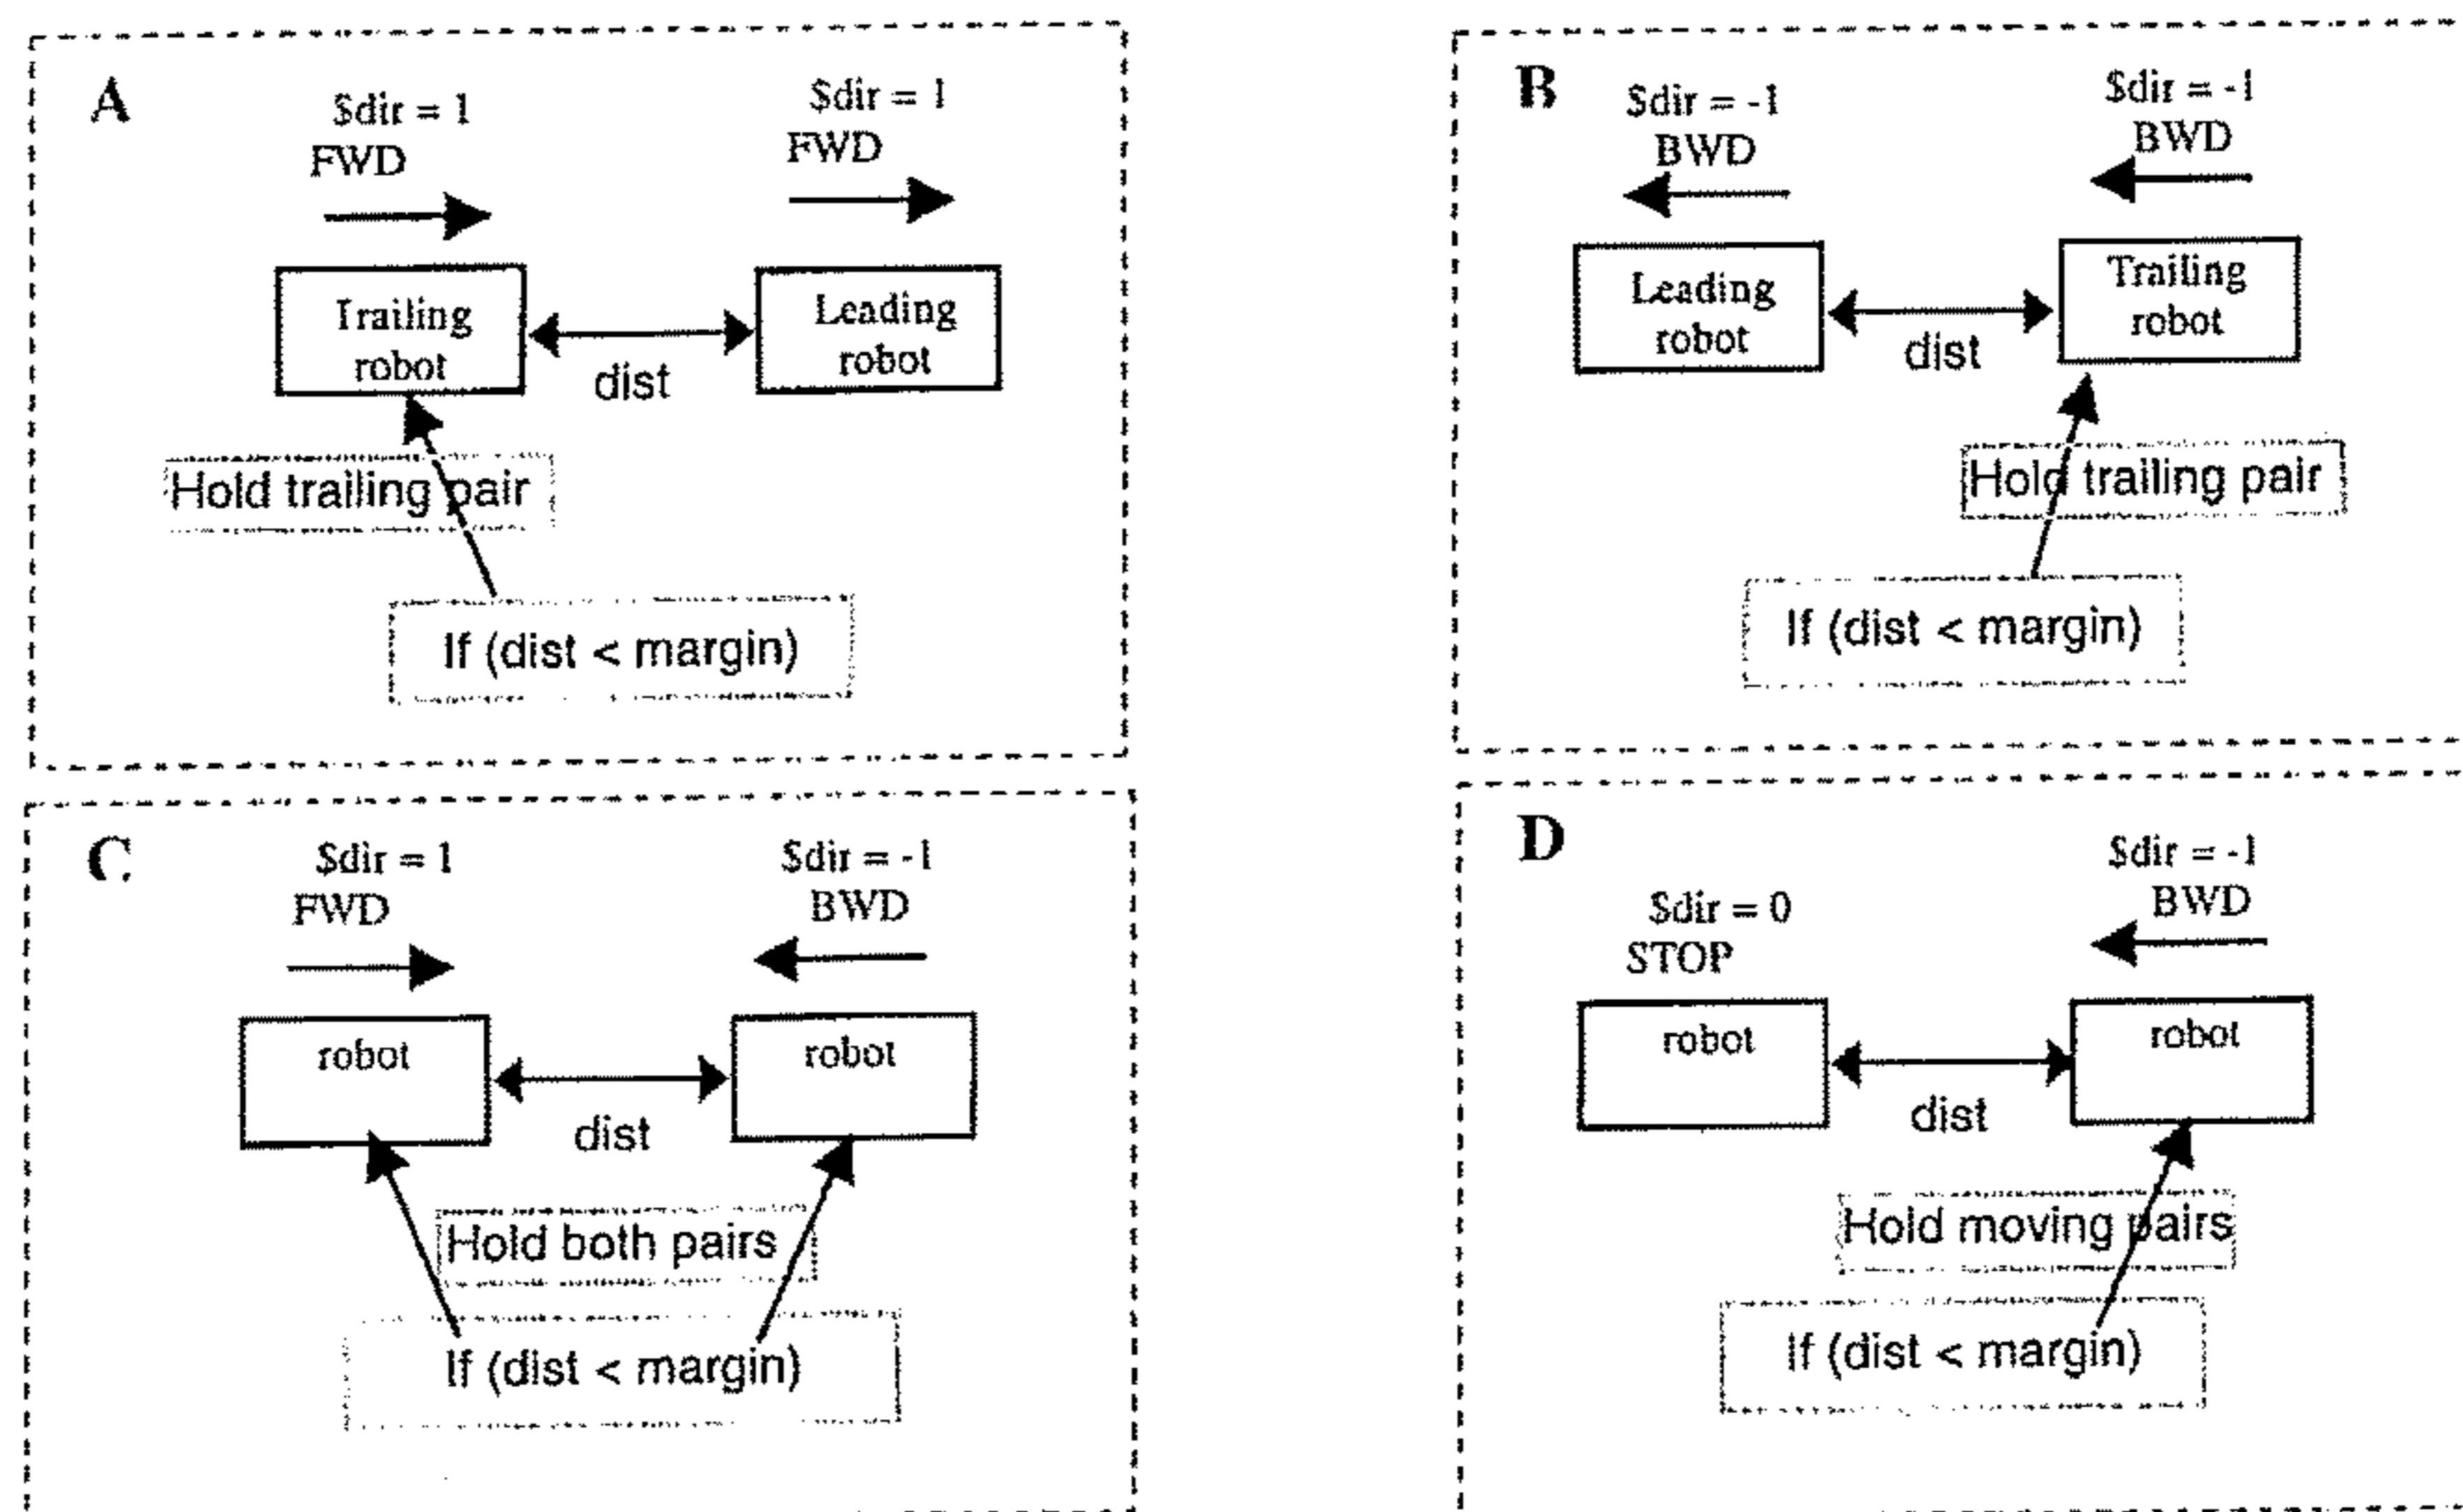 A
$dir = 1
FWD
$dir = 1
FWD
Trailing
robot
Leading
robot
dist
Hold trailing pair
If (dist < margin)
B
$dir = -1
BWD
$dir = -1
BWD
Leading
robot
Trailing
robot
dist
Hold trailing pair
If (dist < margin)
C
$dir = 1
FWD
$dir = -1
BWD
robot
robot
dist
Hold both pairs
If (dist < margin)
D
$dir = 0
STOP
$dir = -1
BWD
robot
robot
dist
Hold moving pairs
If (dist < margin)